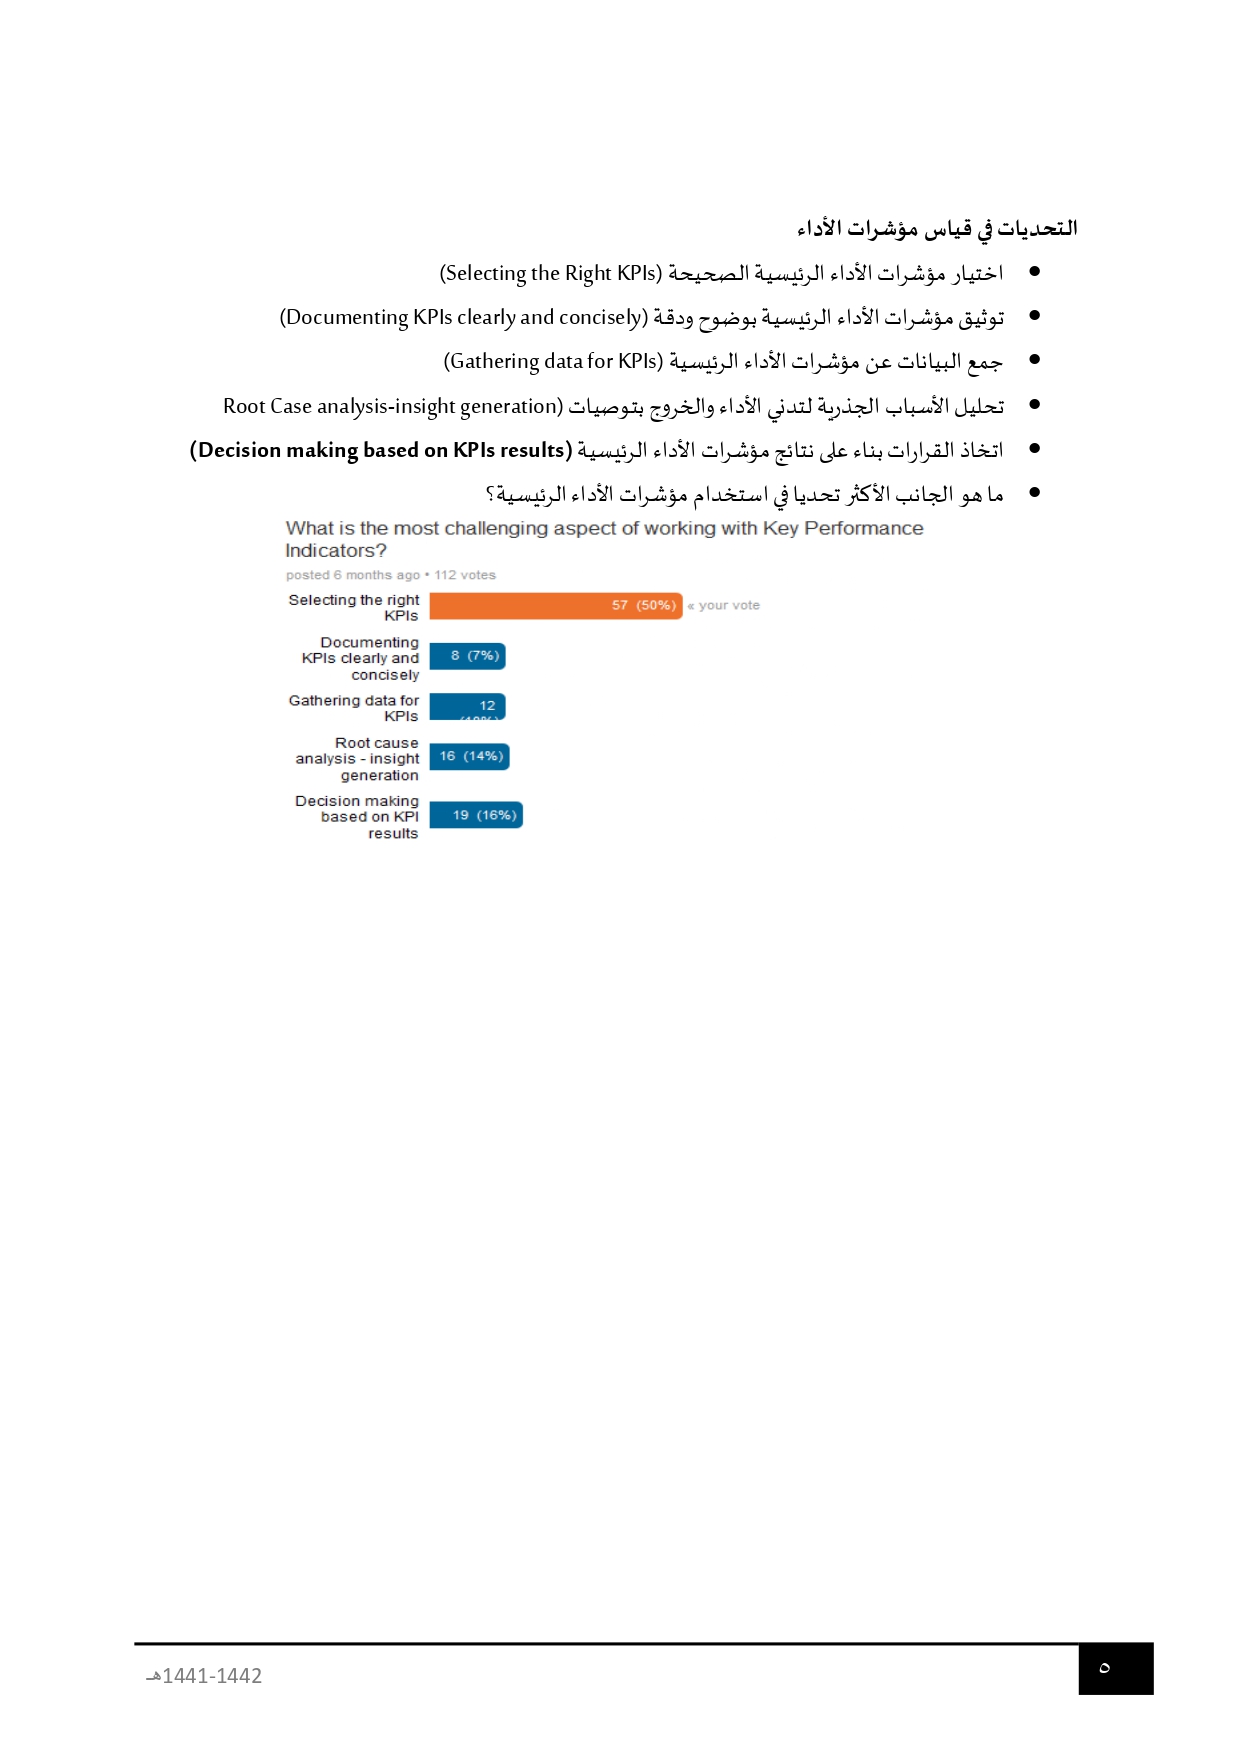 التحديات في قياس مؤشرات الأداء
● اختيار مؤشرات الأداء الرئيسية الصحيحة (Selecting the Right KPIs)
● توثيق مؤشرات الأداء الرئيسية بوضوح ودقة (Documenting KPIs clearly and concisely)
● جمع البيانات عن مؤشرات الأداء الرئيسية (Gathering data for KPIs)
● تحليل الأسباب الجذرية لتدني الأداء والخروج بتوصيات (Root Case analysis-insight generation
● اتخاذ القرارات بناء على نتائج مؤشرات الأداء الرئيسية (Decision making based on KPIs results)
● ما هو الجانب الأكثر تحديا في استخدام مؤشرات الأداء الرئيسية؟
What is the most challenging aspect of working with Key Performance
Indicators?
posted 6 months ago • 112 votes
Selecting the right
KPIs
57 (50%) « your vote
Documenting
KPIs clearly and
concisely
8 (7%)
Gathering data for
KPIs
12
Root cause
analysis - insight
generation
16 (14%)
Decision making
based on KPI
results
19 (16%)
1441-1442هـ
٥